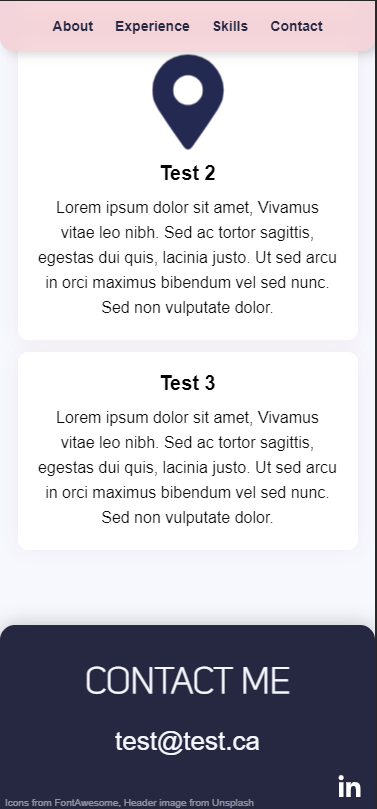 About Experience Skills Contact
Test 2
Lorem ipsum dolor sit amet, Vivamus
vitae leo nibh. Sed ac tortor sagittis,
egestas dui quis, lacinia justo. Ut sed arcu
in orci maximus bibendum vel sed nunc.
Sed non vulputate dolor.
Test 3
Lorem ipsum dolor sit amet, Vivamus
vitae leo nibh. Sed ac tortor sagittis,
egestas dui quis, lacinia justo. Ut sed arcu
in orci maximus bibendum vel sed nunc.
Sed non vulputate dolor.
CONTACT ME
test@test.ca
in
Icons from FontAwesome, Header image from Unsplash